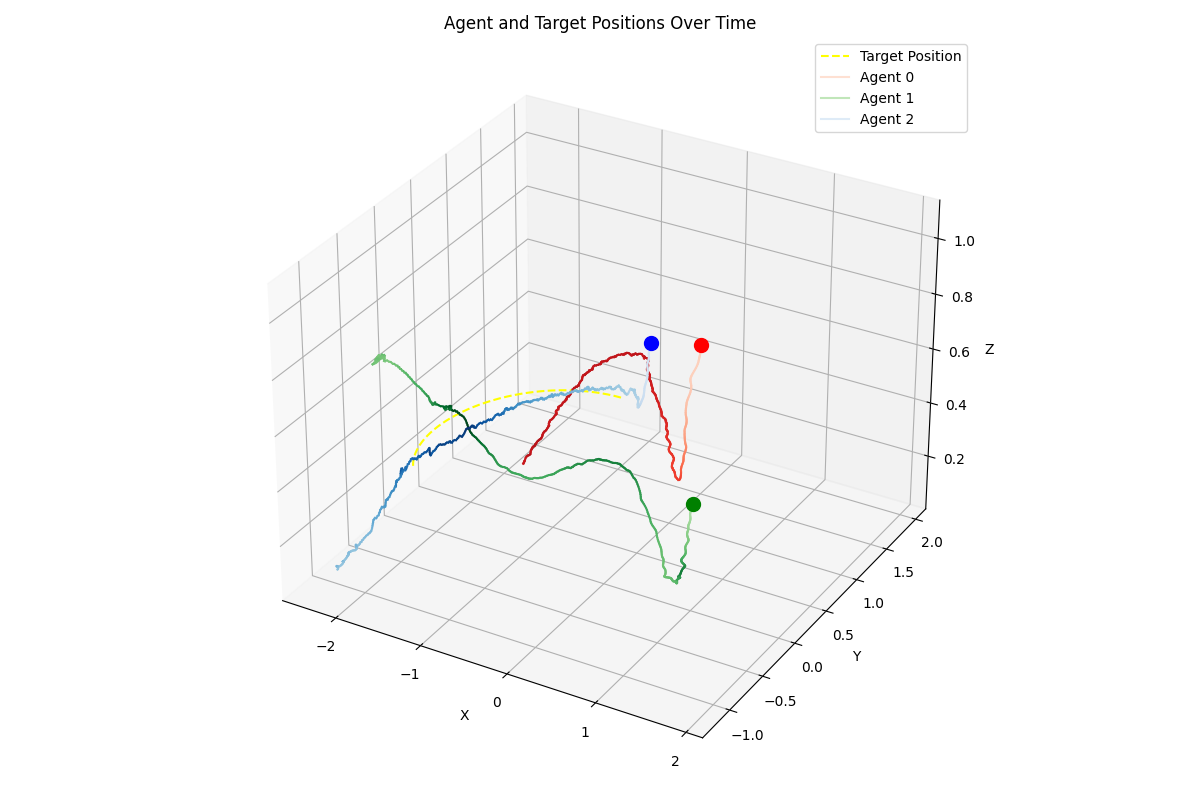 Agent and Target Positions Over Time
Target Position
Agent 0
Agent 1
Agent 2
1.0
0.8
0.6
Z
0.4
0.2
2.0
1.5
1.0
0.5
Y
0.0
−0.5
−1.0
−2
−1
0
X
1
2